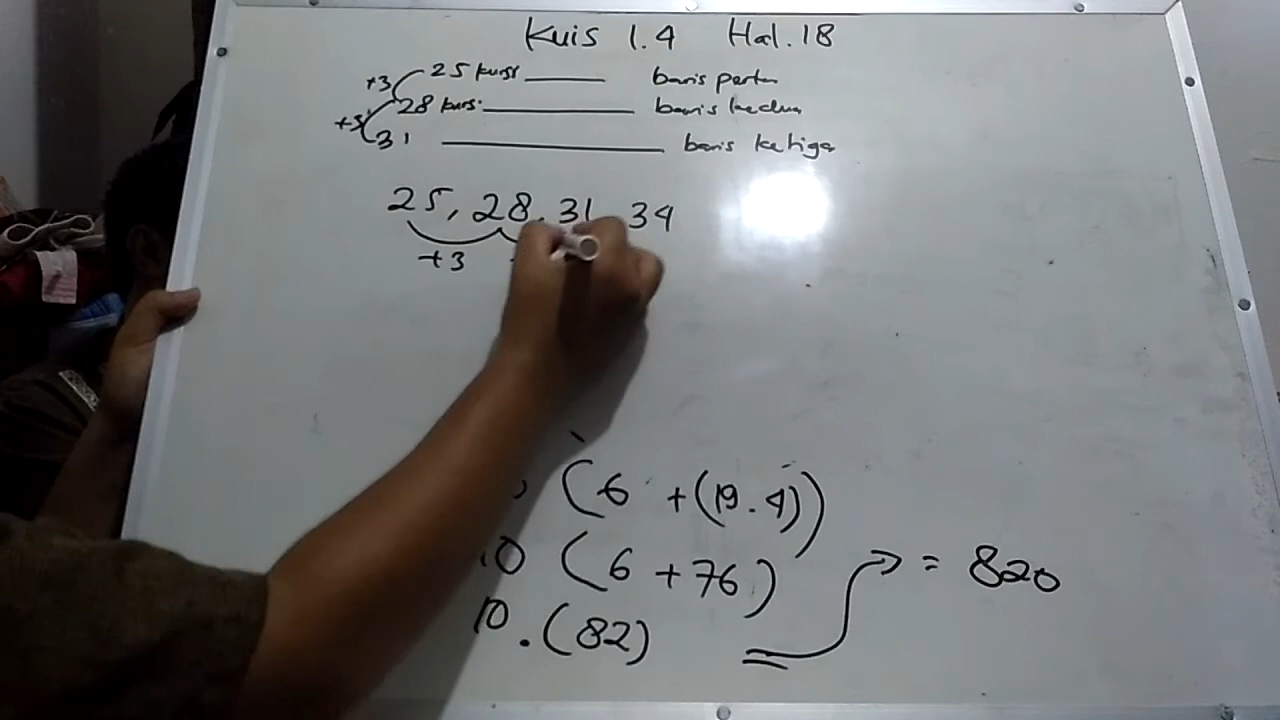 Kuis 1.4 Hal.18
+3 25 kursi baris perta
+3 28 kursi baris kedua
31 baris ketiga
25, 28, 31 34
+3
(6 + (19.4))
10 (6 + 76) = 820
10.(82)